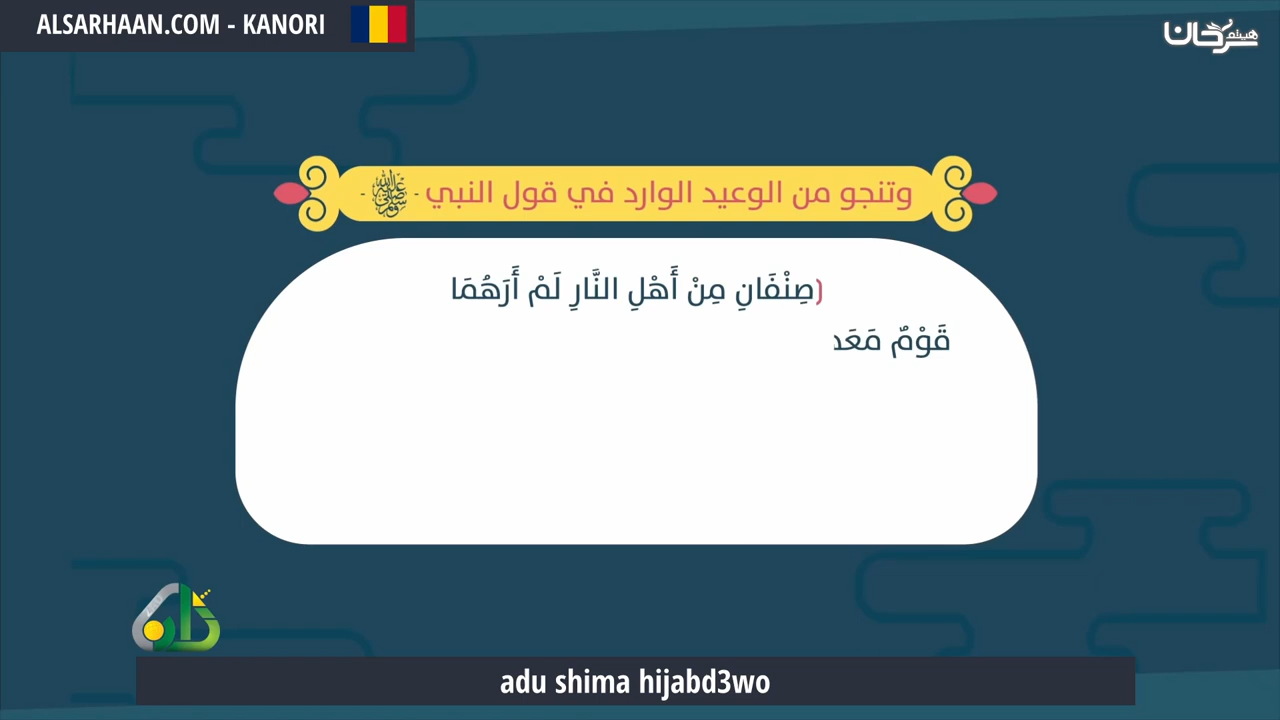 ALSARHAAN.COM - KANORI
هيثم سرحان
وتنجو من الوعيد الوارد في قول النبي - ﷺ -
(صِنْفَانِ مِنْ أَهْلِ النَّارِ لَمْ أَرَهُمَا
قَوْمٌ مَعَد
adu shima hijabd3wo